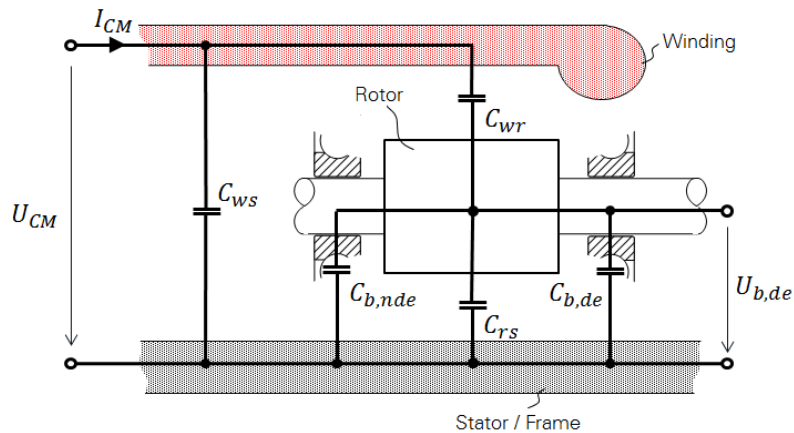 I_CM
Winding
Rotor
C_wr
C_ws
U_CM
C_b,nde
C_b,de
U_b,de
C_rs
Stator / Frame